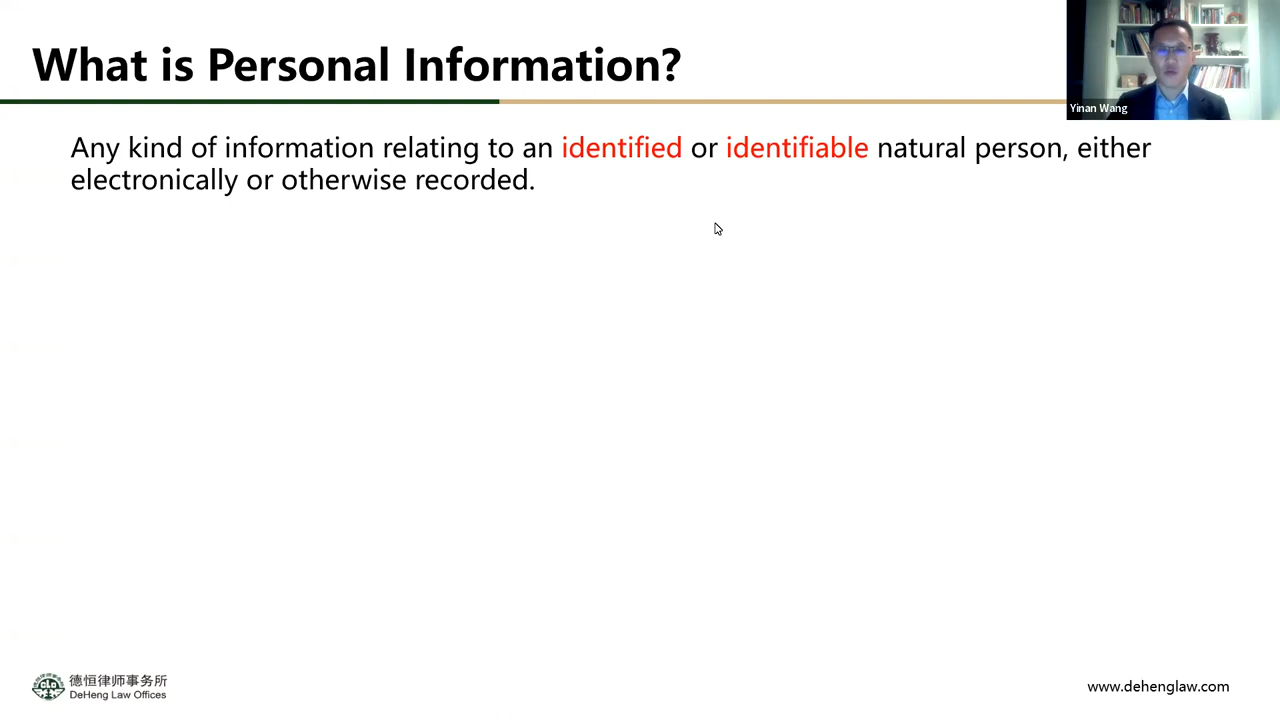 What is Personal Information?
Yinan Wang
Any kind of information relating to an identified or identifiable natural person, either
electronically or otherwise recorded.
德恒律师事务所
DeHeng Law Offices
www.dehenglaw.com